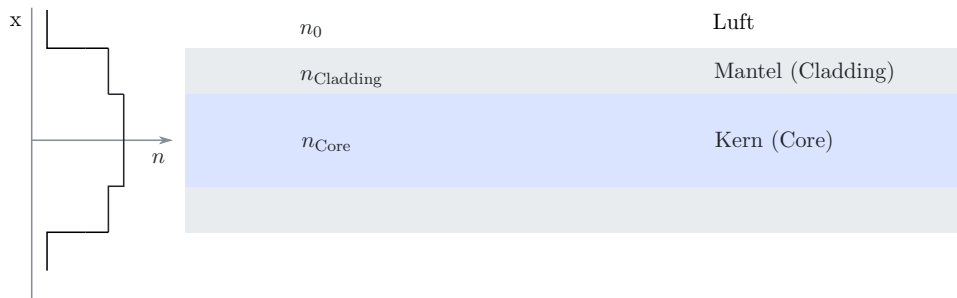 x
n₀
Luft
n_Cladding
Mantel (Cladding)
n_Core
Kern (Core)
n